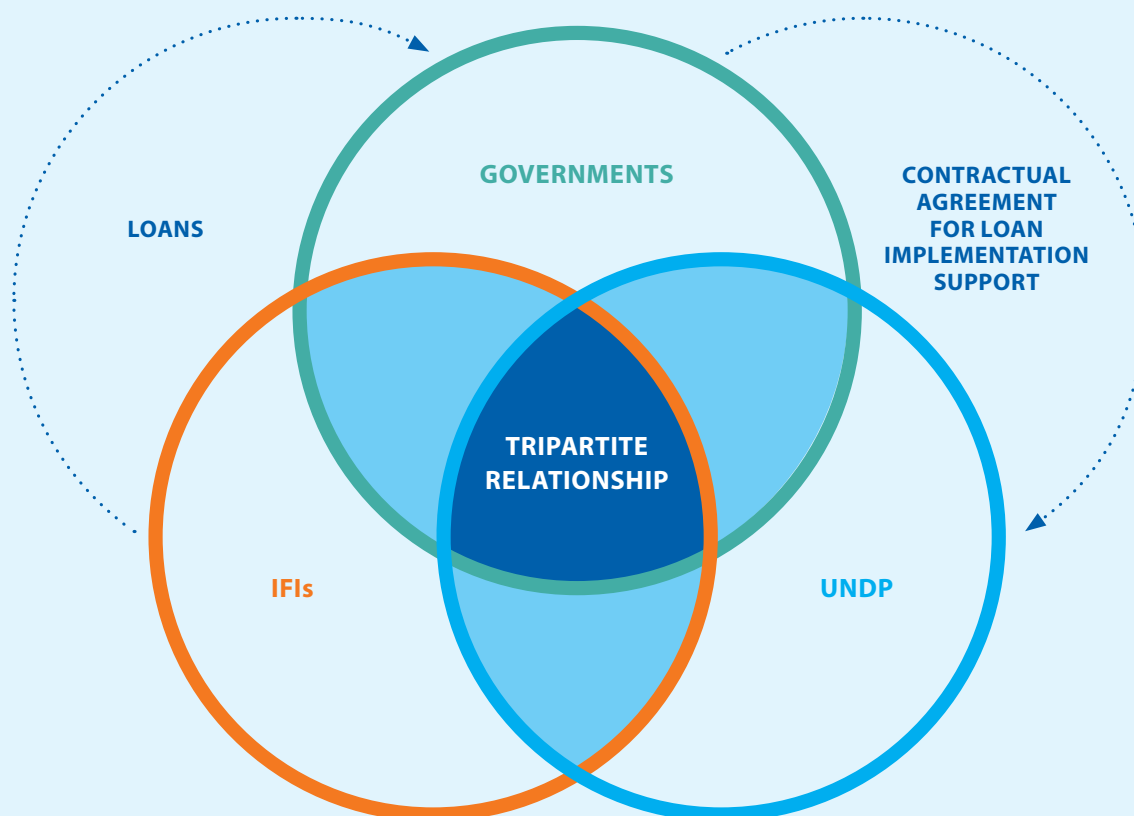 GOVERNMENTS
LOANS
CONTRACTUAL
AGREEMENT
FOR LOAN
IMPLEMENTATION
SUPPORT
TRIPARTITE
RELATIONSHIP
IFIs
UNDP